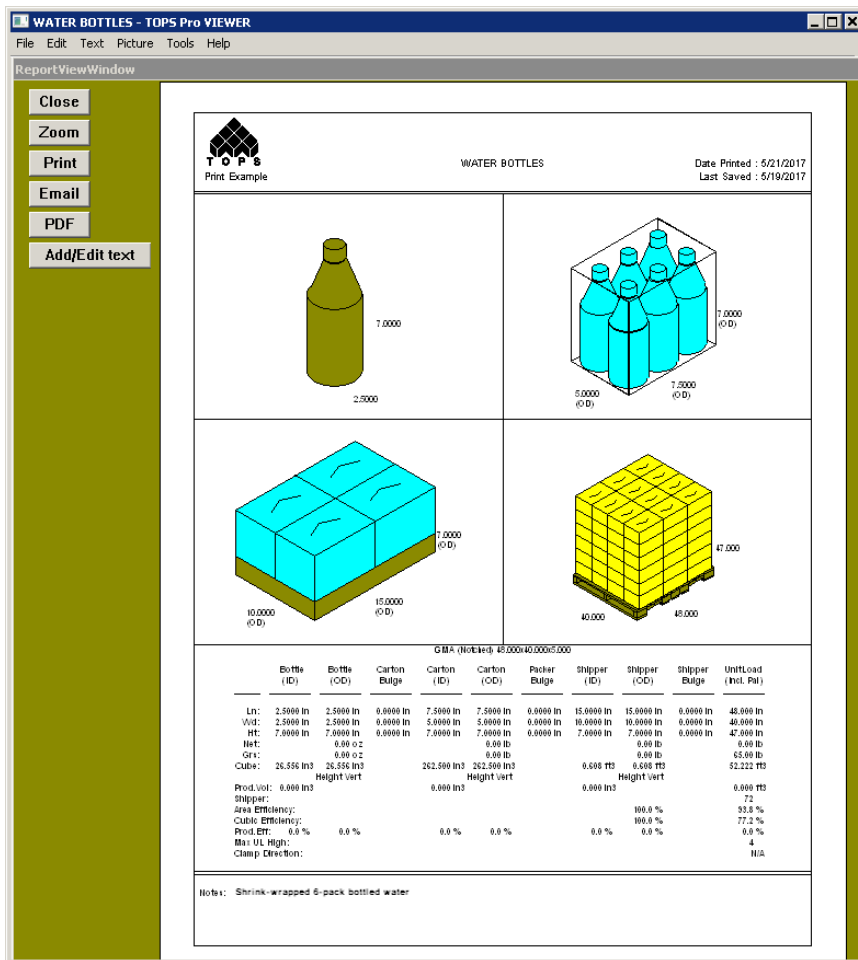 WATER BOTTLES - TOPS Pro VIEWER
File Edit Text Picture Tools Help
ReportViewWindow
Close
Zoom
Print
Email
PDF
Add/Edit text
TOPS
Print Example
WATER BOTTLES
Date Printed : 5/21/2017
Last Saved : 5/19/2017
7.0000
2.5000
7.0000
(OD)
7.5000
(OD)
5.0000
(OD)
7.0000
(OD)
15.0000
(OD)
10.0000
(OD)
47.000
40.000
48.000
GMA (Notched) 48.000x40.000x5.000
Bottle Bottle Carton Carton Carton Packer Shipper Shipper Shipper UnitLoad
(ID) (OD) Bulge (ID) (OD) Bulge (ID) (OD) Bulge (Incl. Pal)
Ln: 2.5000 in 2.5000 in 0.0000 in 7.5000 in 7.5000 in 0.0000 in 15.0000 in 15.0000 in 0.0000 in 48.000 in
Wd: 2.5000 in 2.5000 in 0.0000 in 5.0000 in 5.0000 in 0.0000 in 10.0000 in 10.0000 in 0.0000 in 40.000 in
Ht: 7.0000 in 7.0000 in 0.0000 in 7.0000 in 7.0000 in 0.0000 in 7.0000 in 7.0000 in 0.0000 in 47.000 in
Net: 0.00 oz 0.00 lb 0.00 lb 0.00 lb
Grs: 0.00 oz 0.00 lb 0.00 lb 65.00 lb
Cube: 26.556 in3 26.556 in3 262.500 in3 262.500 in3 0.608 ft3 0.608 ft3 52.222 ft3
Height Vert Height Vert Height Vert
Prod.Vol: 0.000 in3 0.000 in3 0.000 in3 0.000 ft3
Shipper: 72
Area Efficiency: 100.0 % 93.8 %
Cubic Efficiency: 100.0 % 77.2 %
Prod.Eff: 0.0 % 0.0 % 0.0 % 0.0 % 0.0 % 0.0 % 0.0 %
Max UL High: 4
Clamp Direction: N/A
Notes: Shrink-wrapped 6-pack bottled water